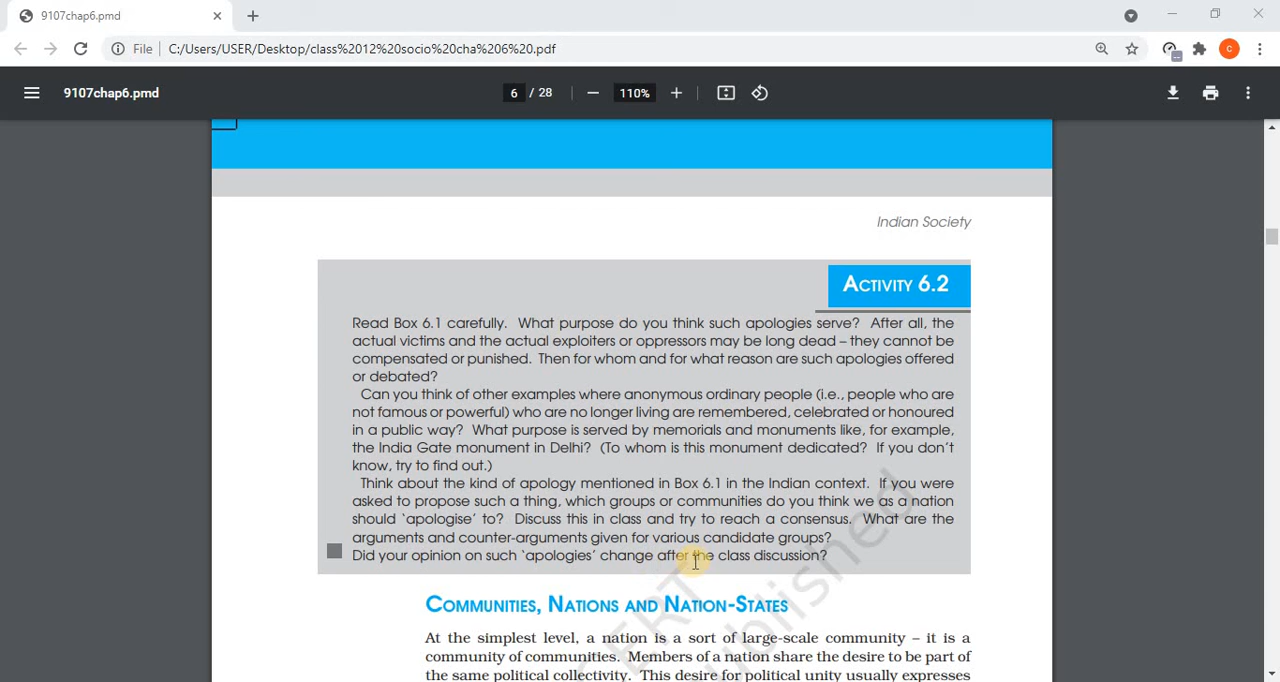 9107chap6.pmd
File
C:/Users/USER/Desktop/class%2012%20socio%20cha%206%20.pdf
c
9107chap6.pmd
6 / 28
110%
Indian Society
ACTIVITY 6.2
Read Box 6.1 carefully. What purpose do you think such apologies serve? After all, the
actual victims and the actual exploiters or oppressors may be long dead – they cannot be
compensated or punished. Then for whom and for what reason are such apologies offered
or debated?
Can you think of other examples where anonymous ordinary people (i.e., people who are
not famous or powerful) who are no longer living are remembered, celebrated or honoured
in a public way? What purpose is served by memorials and monuments like, for example,
the India Gate monument in Delhi? (To whom is this monument dedicated? If you don't
know, try to find out.)
Think about the kind of apology mentioned in Box 6.1 in the Indian context. If you were
asked to propose such a thing, which groups or communities do you think we as a nation
should 'apologise' to? Discuss this in class and try to reach a consensus. What are the
arguments and counter-arguments given for various candidate groups?
Did your opinion on such 'apologies' change after the class discussion?
COMMUNITIES, NATIONS AND NATION-STATES
At the simplest level, a nation is a sort of large-scale community – it is a
community of communities. Members of a nation share the desire to be part of
the same political collectivity. This desire for political unity usually expresses